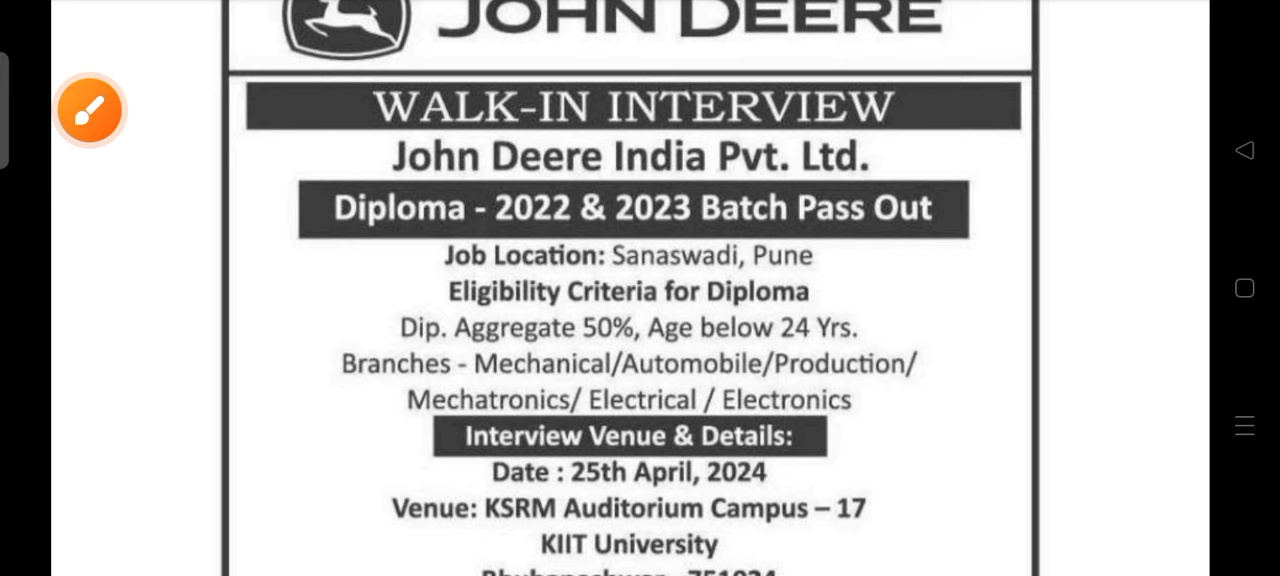 JOHN DEERE
WALK-IN INTERVIEW
John Deere India Pvt. Ltd.
Diploma - 2022 & 2023 Batch Pass Out
Job Location: Sanaswadi, Pune
Eligibility Criteria for Diploma
Dip. Aggregate 50%, Age below 24 Yrs.
Branches - Mechanical/Automobile/Production/
Mechatronics/ Electrical / Electronics
Interview Venue & Details:
Date : 25th April, 2024
Venue: KSRM Auditorium Campus – 17
KIIT University
Bhubaneshwar - 751024